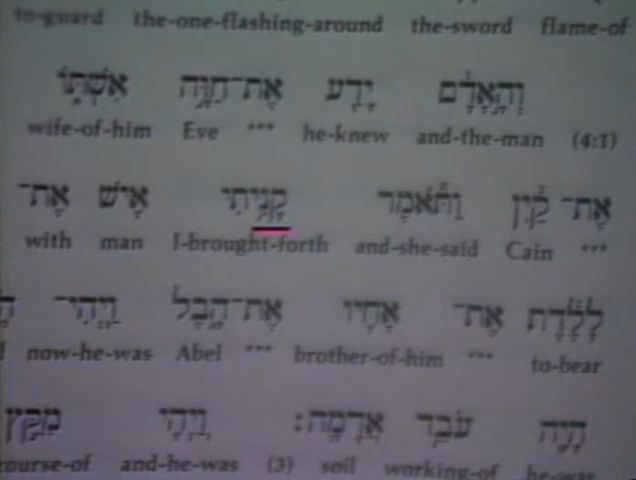 to-guard the-one-flashing-around the-sword flame-of
וְהָאָדָם יָדַע אֶת־חַוָּה אִשְׁתּוֹ
wife-of-him Eve *** he-knew and-the-man (4:1)
אֶת־ קַיִן וַתֹּאמֶר קָנִיתִי אִישׁ אֶת־
with man I-brought-forth and-she-said Cain ***
לָלֶדֶת אֶת־ אָחִיו אֶת־הָבֶל וַיְהִי־
now-he-was Abel *** brother-of-him *** to-bear
הָיָה עֹבֵד אֲדָמָה׃ וַיְהִי מִקֵּץ
course-of and-he-was (3) soil working-of he-was